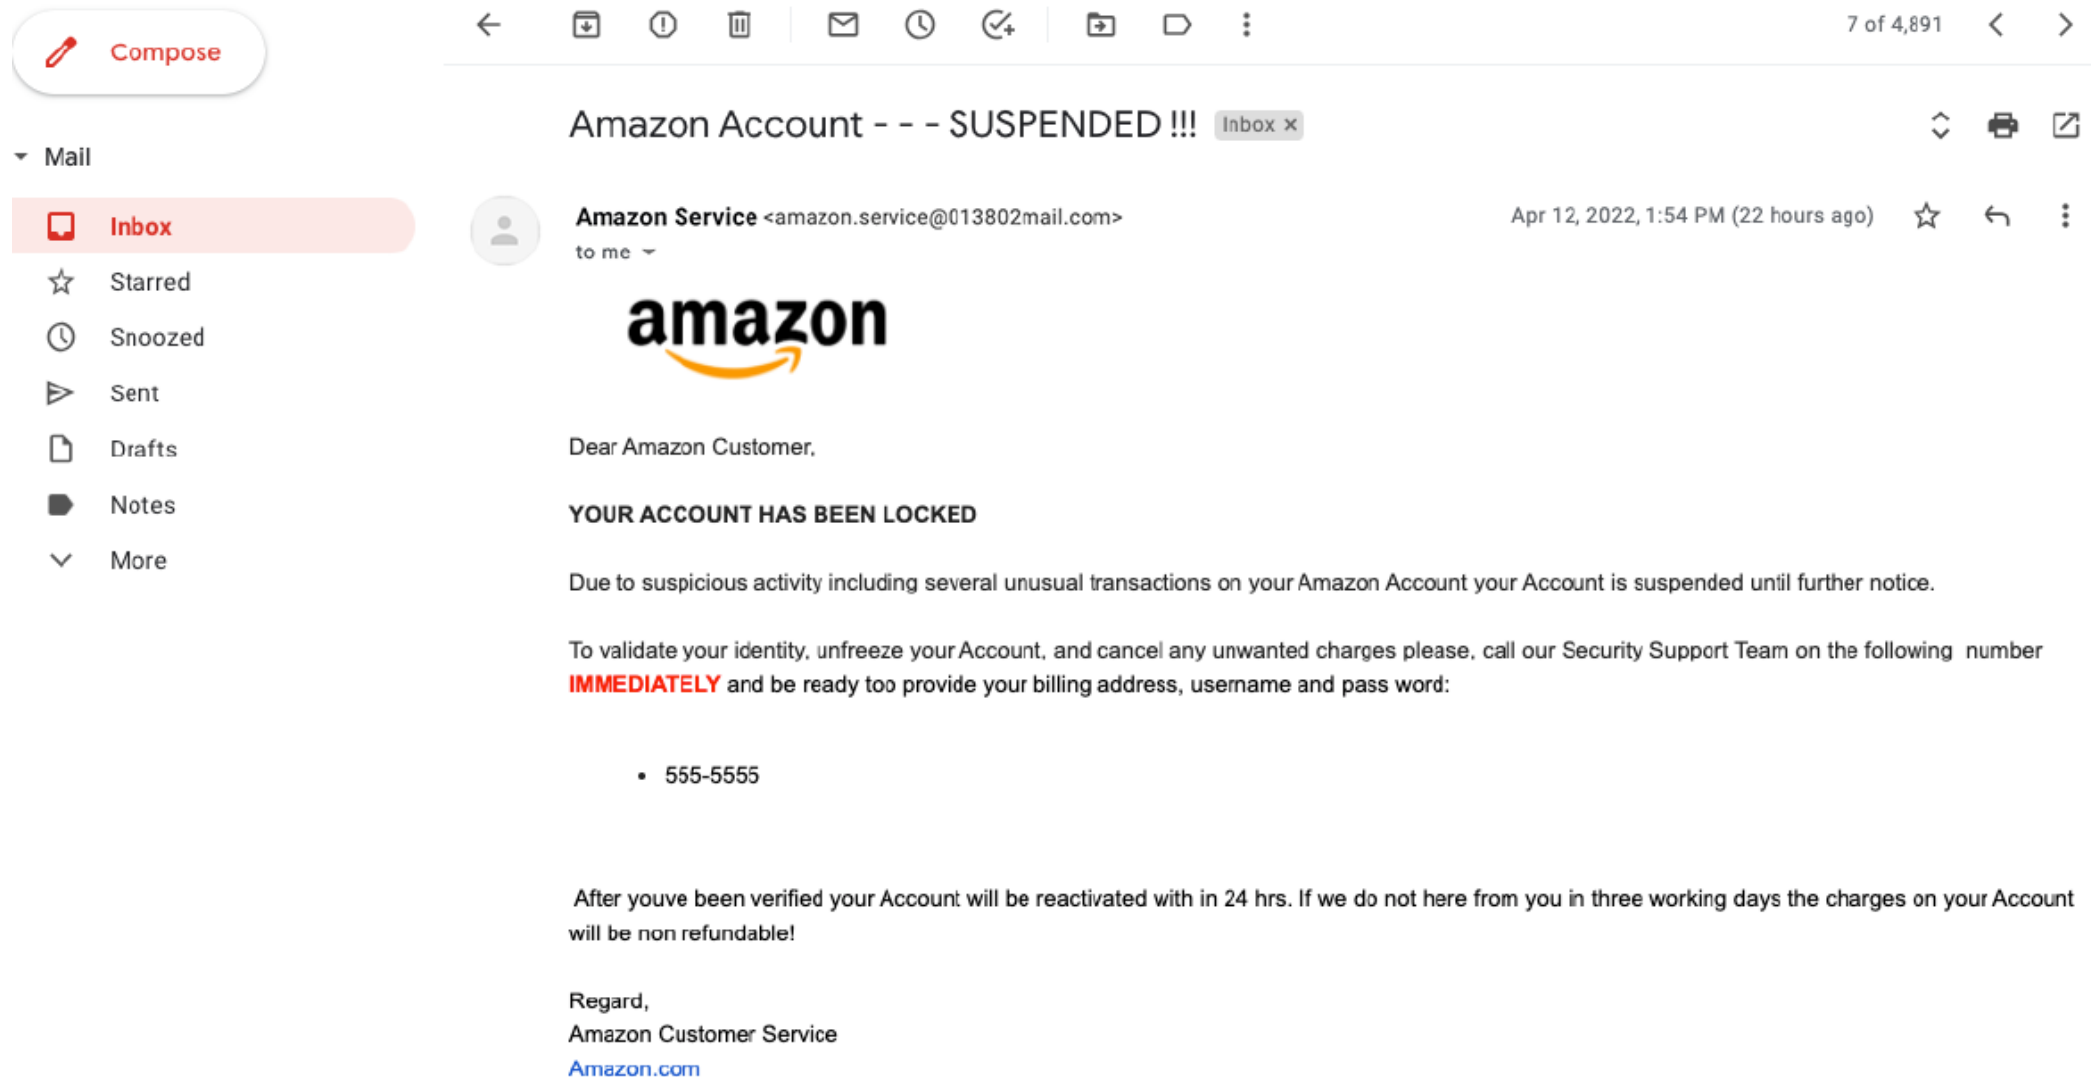 Compose
7 of 4,891
Amazon Account - - - SUSPENDED !!! Inbox ×
Mail
Amazon Service <amazon.service@013802mail.com> Apr 12, 2022, 1:54 PM (22 hours ago)
to me
Inbox
Starred
Snoozed
Sent
Drafts
Notes
More
amazon
Dear Amazon Customer,
YOUR ACCOUNT HAS BEEN LOCKED
Due to suspicious activity including several unusual transactions on your Amazon Account your Account is suspended until further notice.
To validate your identity, unfreeze your Account, and cancel any unwanted charges please, call our Security Support Team on the following  number
IMMEDIATELY and be ready too provide your billing address, username and pass word:
• 555-5555
After youve been verified your Account will be reactivated with in 24 hrs. If we do not here from you in three working days the charges on your Account
will be non refundable!
Regard,
Amazon Customer Service
Amazon.com